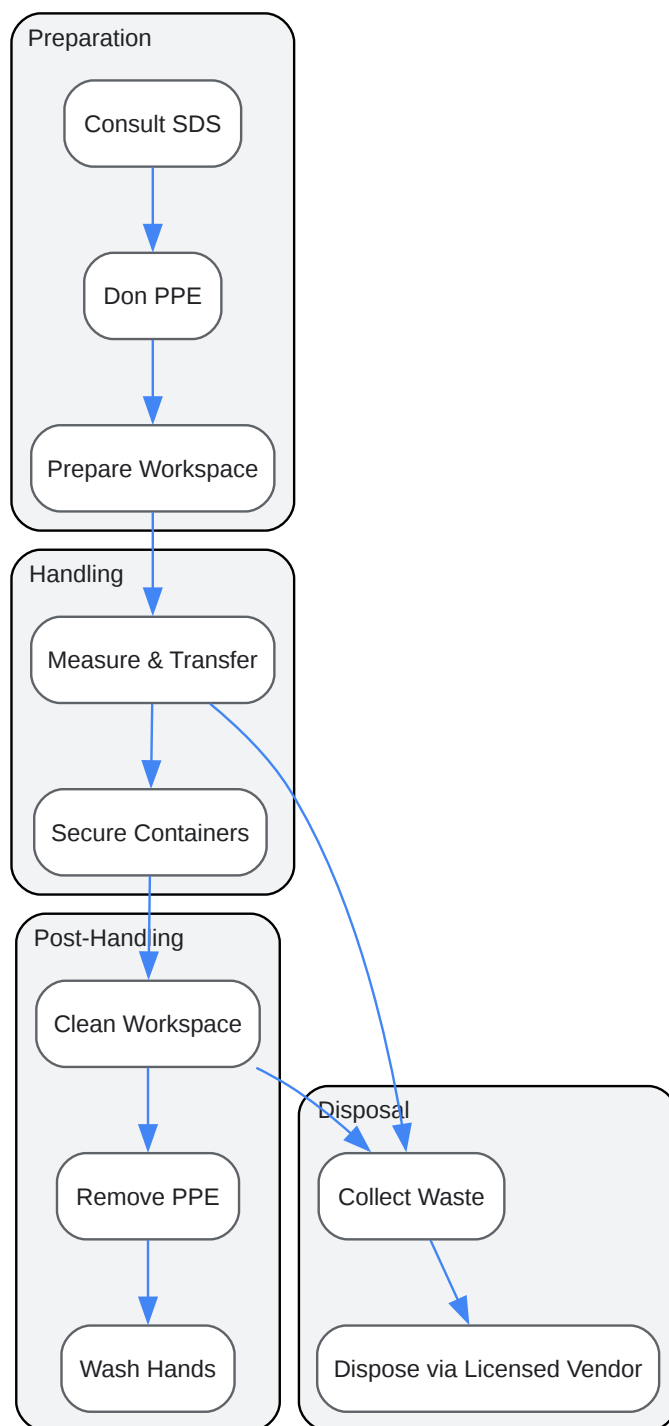 Preparation
Consult SDS
Don PPE
Prepare Workspace
Handling
Measure & Transfer
Secure Containers
Post-Handling
Clean Workspace
Remove PPE
Wash Hands
Disposal
Collect Waste
Dispose via Licensed Vendor